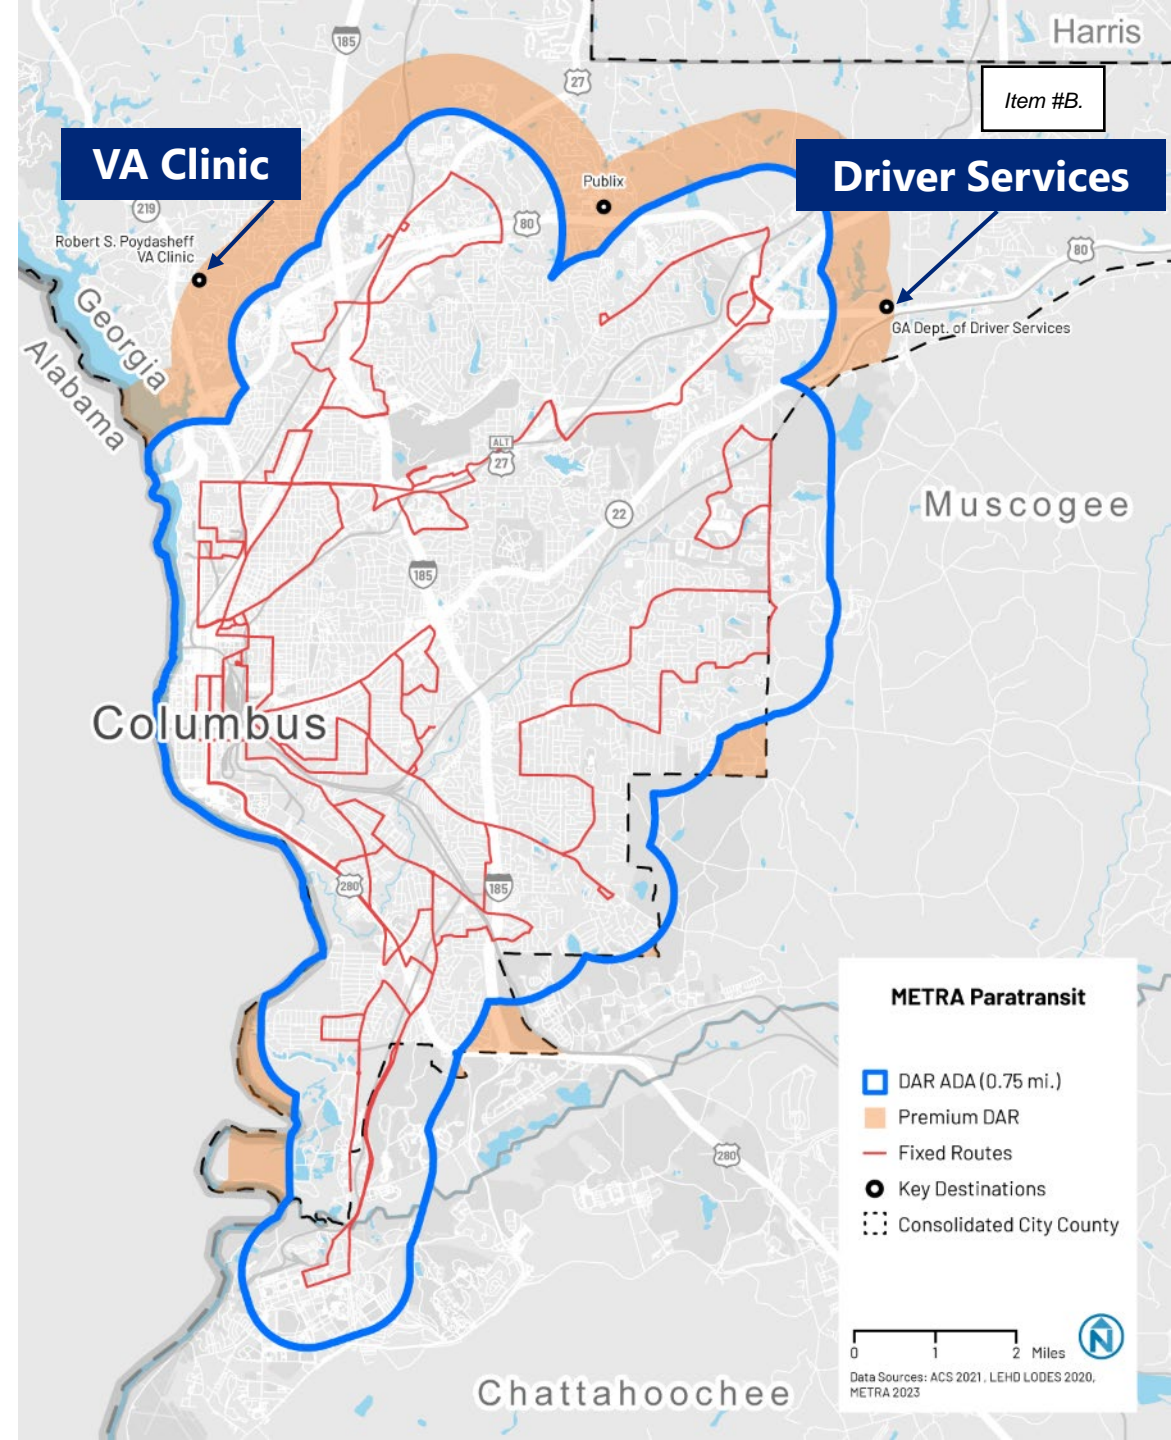 Harris
185
27
Item #B.
VA Clinic
Driver Services
Publix
219
80
Robert S. Poydasheff
VA Clinic
80
Georgia
GA Dept. of Driver Services
Alabama
ALT
27
Muscogee
22
185
Columbus
280
185
METRA Paratransit
DAR ADA (0.75 mi.)
Premium DAR
Fixed Routes
280
Key Destinations
Consolidated City County
N
0 1 2 Miles
Data Sources: ACS 2021, LEHD LODES 2020,
METRA 2023
Chattahoochee